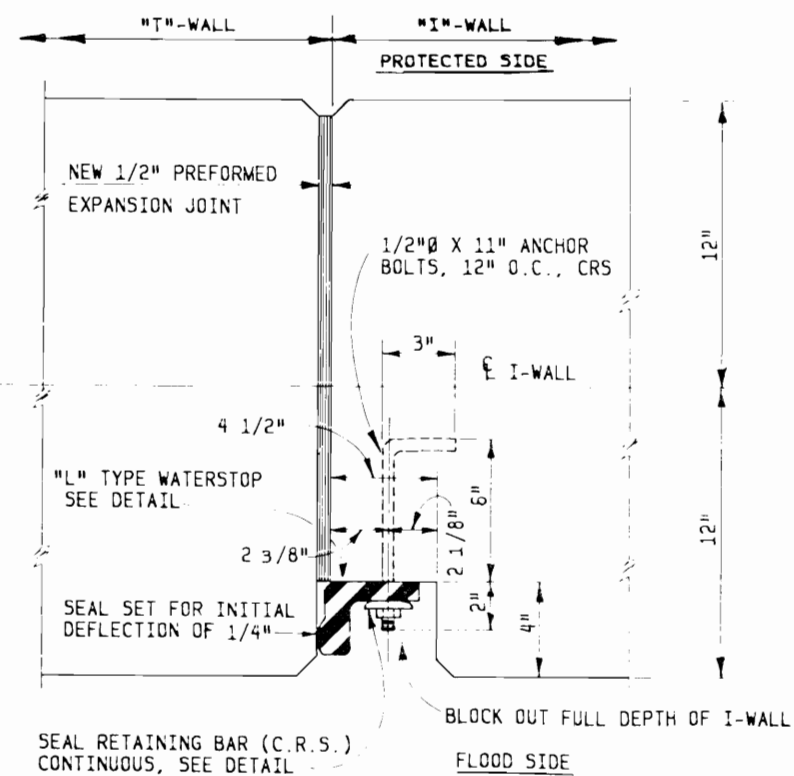 "T"-WALL
"I"-WALL
PROTECTED SIDE
NEW 1/2" PREFORMED
EXPANSION JOINT
1/2"Ø X 11" ANCHOR
BOLTS, 12" O.C., CRS
12"
3"
℄ I-WALL
4 1/2"
"L" TYPE WATERSTOP
SEE DETAIL
6"
2 1/8"
12"
2 3/8"
2"
4"
SEAL SET FOR INITIAL
DEFLECTION OF 1/4"
BLOCK OUT FULL DEPTH OF I-WALL
SEAL RETAINING BAR (C.R.S.)
CONTINUOUS, SEE DETAIL
FLOOD SIDE